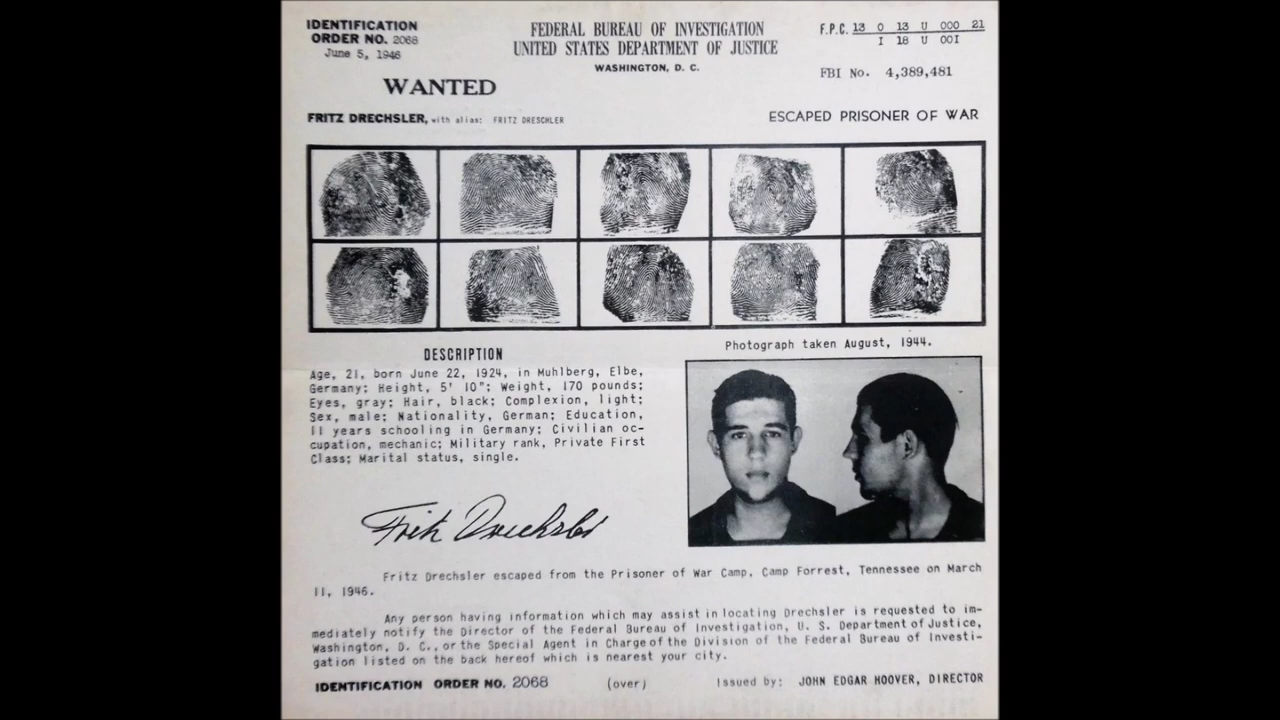 IDENTIFICATION
ORDER NO. 2068
June 5, 1946
FEDERAL BUREAU OF INVESTIGATION
UNITED STATES DEPARTMENT OF JUSTICE
WASHINGTON, D. C.
F.P.C. 13 O 13 U 000 21
I 18 U 00I
FBI No. 4,389,481
WANTED
FRITZ DRECHSLER, with alias: FRITZ DRESCHLER
ESCAPED PRISONER OF WAR
DESCRIPTION
Age, 21, born June 22, 1924, in Muhlberg, Elbe,
Germany; Height, 5' 10"; Weight, 170 pounds;
Eyes, gray; Hair, black; Complexion, light;
Sex, male; Nationality, German; Education,
11 years schooling in Germany; Civilian oc-
cupation, mechanic; Military rank, Private First
Class; Marital status, single.
Photograph taken August, 1944.
Fritz Drechsler
Fritz Drechsler escaped from the Prisoner of War Camp, Camp Forrest, Tennessee on March
11, 1946.
Any person having information which may assist in locating Drechsler is requested to im-
mediately notify the Director of the Federal Bureau of Investigation, U. S. Department of Justice,
Washington, D. C., or the Special Agent in Charge of the Division of the Federal Bureau of Investi-
gation listed on the back hereof which is nearest your city.
IDENTIFICATION ORDER NO. 2068
(over)
Issued by: JOHN EDGAR HOOVER, DIRECTOR